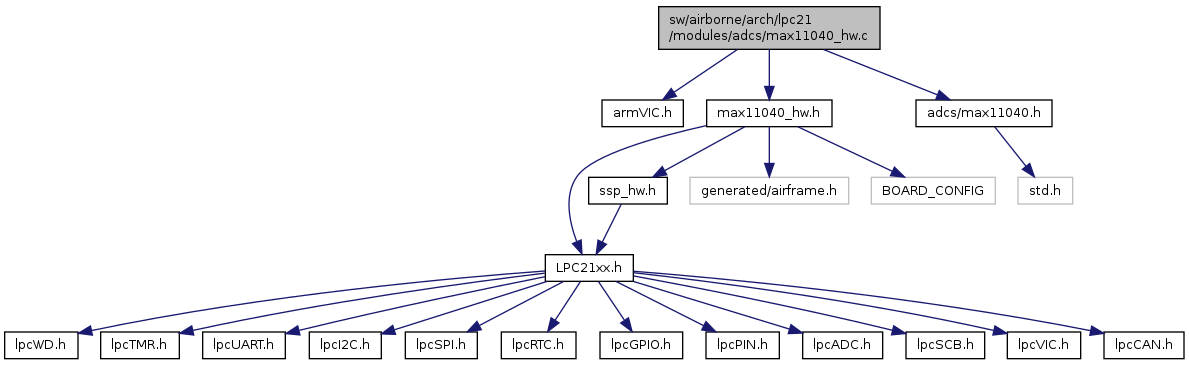 sw/airborne/arch/lpc21
/modules/adcs/max11040_hw.c
armVIC.h
max11040_hw.h
adcs/max11040.h
ssp_hw.h
generated/airframe.h
BOARD_CONFIG
std.h
LPC21xx.h
lpcWD.h
lpcTMR.h
lpcUART.h
lpcI2C.h
lpcSPI.h
lpcRTC.h
lpcGPIO.h
lpcPIN.h
lpcADC.h
lpcSCB.h
lpcVIC.h
lpcCAN.h